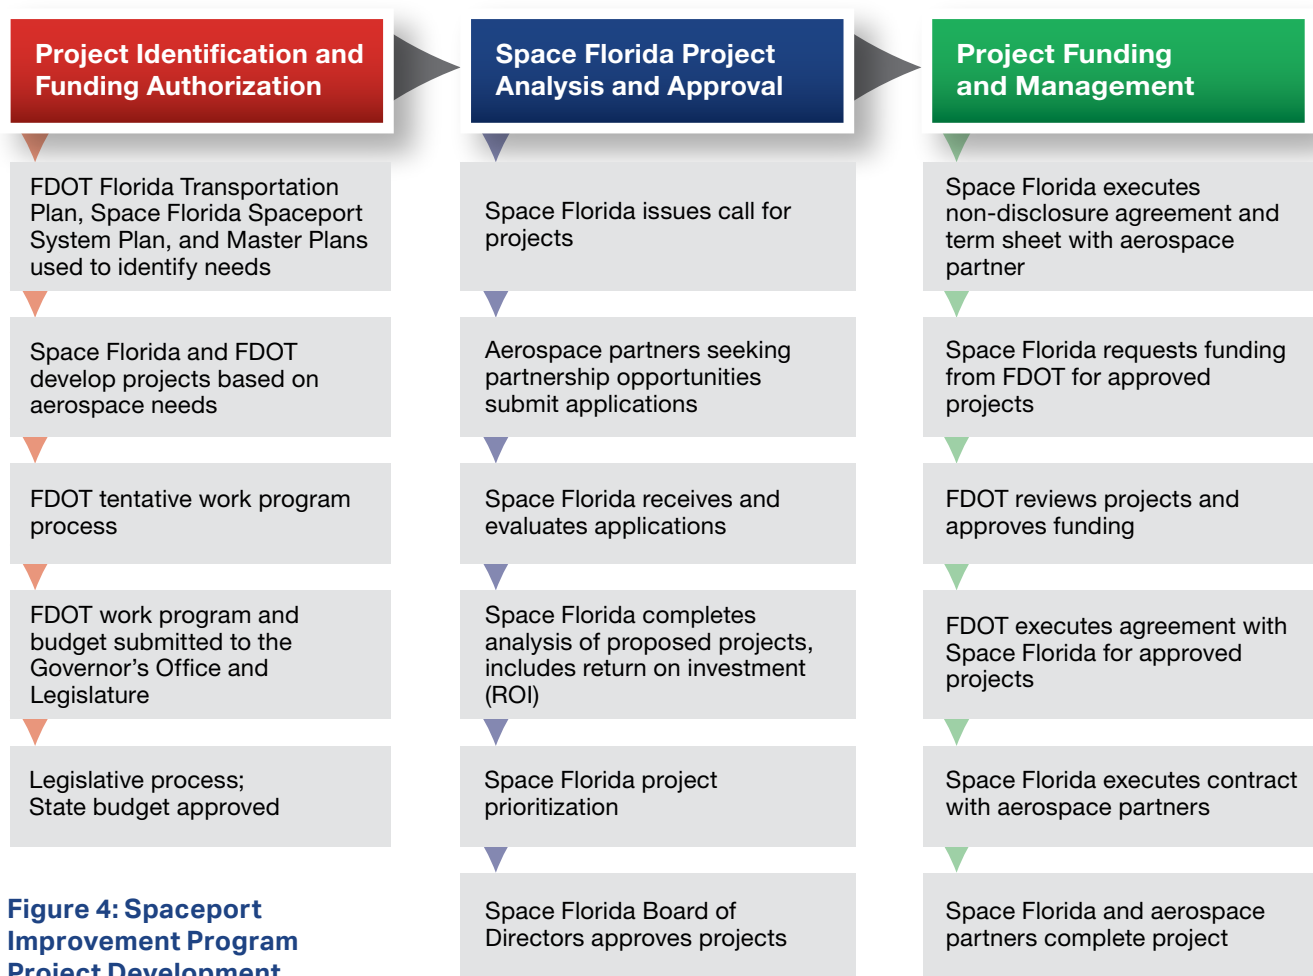 Project Identification and
Funding Authorization
FDOT Florida Transportation
Plan, Space Florida Spaceport
System Plan, and Master Plans
used to identify needs
Space Florida and FDOT
develop projects based on
aerospace needs
FDOT tentative work program
process
FDOT work program and
budget submitted to the
Governor’s Office and
Legislature
Legislative process;
State budget approved
Space Florida Project
Analysis and Approval
Space Florida issues call for
projects
Aerospace partners seeking
partnership opportunities
submit applications
Space Florida receives and
evaluates applications
Space Florida completes
analysis of proposed projects,
includes return on investment
(ROI)
Space Florida project
prioritization
Space Florida Board of
Directors approves projects
Project Funding
and Management
Space Florida executes
non-disclosure agreement and
term sheet with aerospace
partner
Space Florida requests funding
from FDOT for approved
projects
FDOT reviews projects and
approves funding
FDOT executes agreement with
Space Florida for approved
projects
Space Florida executes contract
with aerospace partners
Space Florida and aerospace
partners complete project
Figure 4: Spaceport
Improvement Program
Project Development